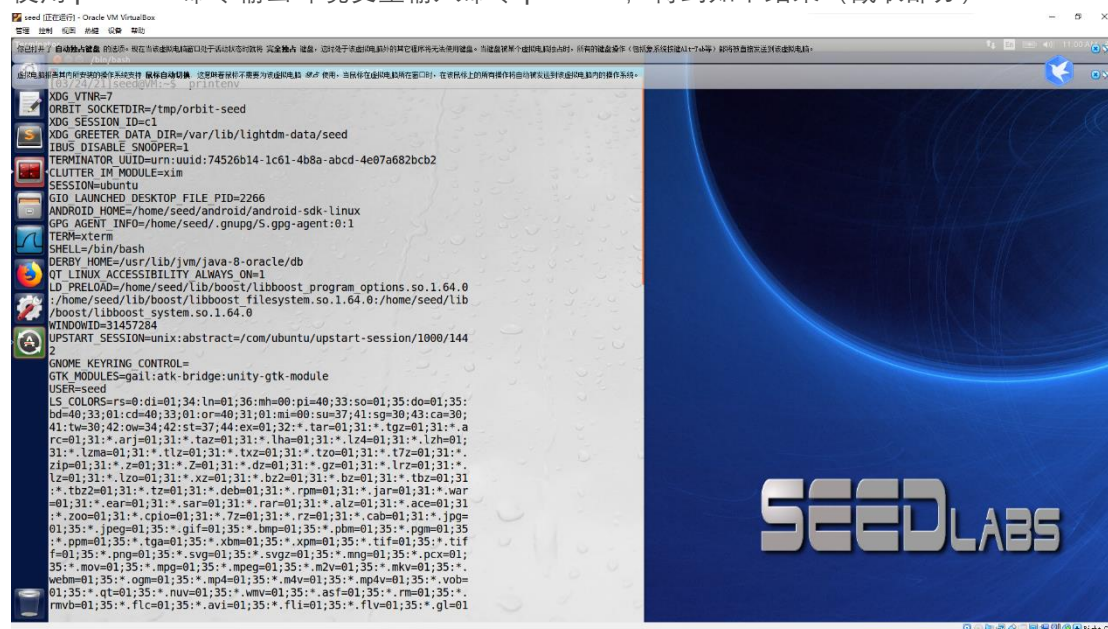 seed [正在运行] - Oracle VM VirtualBox
管理 控制 视图 热键 设备 帮助
11:00 AM
[03/24/21]seed@VM:~$ printenv
XDG_VTNR=7
ORBIT_SOCKETDIR=/tmp/orbit-seed
XDG_SESSION_ID=c1
XDG_GREETER_DATA_DIR=/var/lib/lightdm-data/seed
IBUS_DISABLE_SNOOPER=1
TERMINATOR_UUID=urn:uuid:74526b14-1c61-4b8a-abcd-4e07a682bcb2
CLUTTER_IM_MODULE=xim
SESSION=ubuntu
GIO_LAUNCHED_DESKTOP_FILE_PID=2266
ANDROID_HOME=/home/seed/android/android-sdk-linux
GPG_AGENT_INFO=/home/seed/.gnupg/S.gpg-agent:0:1
TERM=xterm
SHELL=/bin/bash
DERBY_HOME=/usr/lib/jvm/java-8-oracle/db
QT_LINUX_ACCESSIBILITY_ALWAYS_ON=1
LD_PRELOAD=/home/seed/lib/boost/libboost_program_options.so.1.64.0
:/home/seed/lib/boost/libboost_filesystem.so.1.64.0:/home/seed/lib
/boost/libboost_system.so.1.64.0
WINDOWID=31457284
UPSTART_SESSION=unix:abstract=/com/ubuntu/upstart-session/1000/144
2
GNOME_KEYRING_CONTROL=
GTK_MODULES=gail:atk-bridge:unity-gtk-module
USER=seed
LS_COLORS=rs=0:di=01;34:ln=01;36:mh=00:pi=40;33:so=01;35:do=01;35:
bd=40;33;01:cd=40;33;01:or=40;31;01:mi=00:su=37;41:sg=30;43:ca=30;
41:tw=30;42:ow=34;42:st=37;44:ex=01;32:*.tar=01;31:*.tgz=01;31:*.a
rc=01;31:*.arj=01;31:*.taz=01;31:*.lha=01;31:*.lz4=01;31:*.lzh=01;
31:*.lzma=01;31:*.tlz=01;31:*.txz=01;31:*.tzo=01;31:*.t7z=01;31:*.
zip=01;31:*.z=01;31:*.Z=01;31:*.dz=01;31:*.gz=01;31:*.lrz=01;31:*.
lz=01;31:*.lzo=01;31:*.xz=01;31:*.bz2=01;31:*.bz=01;31:*.tbz=01;31
:*.tbz2=01;31:*.tz=01;31:*.deb=01;31:*.rpm=01;31:*.jar=01;31:*.war
=01;31:*.ear=01;31:*.sar=01;31:*.rar=01;31:*.alz=01;31:*.ace=01;31
:*.zoo=01;31:*.cpio=01;31:*.7z=01;31:*.rz=01;31:*.cab=01;31:*.jpg=
01;35:*.jpeg=01;35:*.gif=01;35:*.bmp=01;35:*.pbm=01;35:*.pgm=01;35
:*.ppm=01;35:*.tga=01;35:*.xbm=01;35:*.xpm=01;35:*.tif=01;35:*.tif
f=01;35:*.png=01;35:*.svg=01;35:*.svgz=01;35:*.mng=01;35:*.pcx=01;
35:*.mov=01;35:*.mpg=01;35:*.mpeg=01;35:*.m2v=01;35:*.mkv=01;35:*.
webm=01;35:*.ogm=01;35:*.mp4=01;35:*.m4v=01;35:*.mp4v=01;35:*.vob=
01;35:*.qt=01;35:*.nuv=01;35:*.wmv=01;35:*.asf=01;35:*.rm=01;35:*.
rmvb=01;35:*.flc=01;35:*.avi=01;35:*.fli=01;35:*.flv=01;35:*.gl=01
SEEDLABS